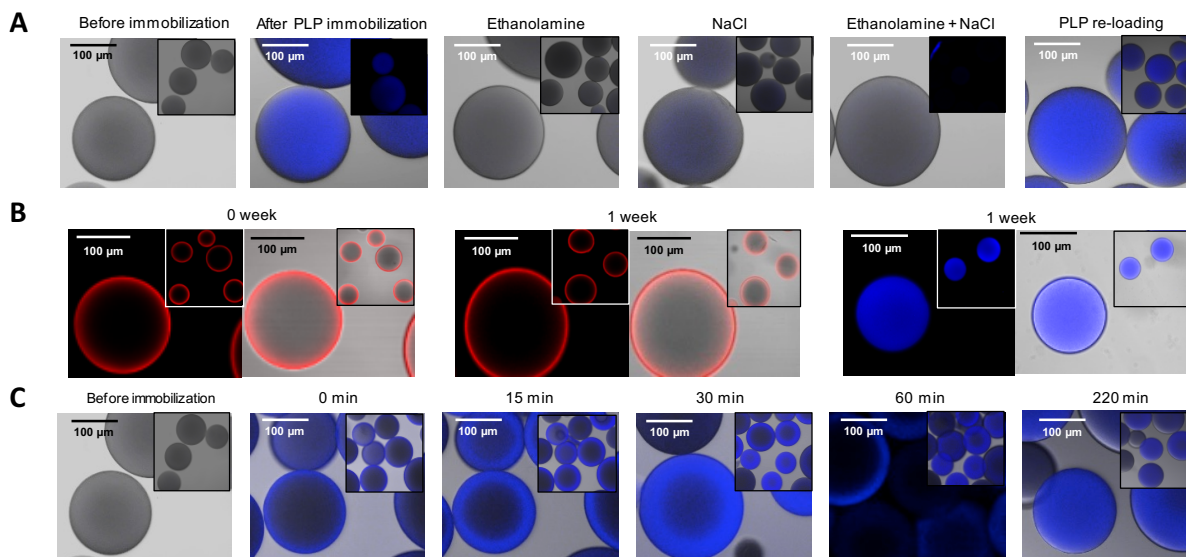 A
Before immobilization
After PLP immobilization
Ethanolamine
NaCl
Ethanolamine + NaCl
PLP re-loading
100 µm
100 µm
100 µm
100 µm
100 µm
100 µm
B
0 week
1 week
1 week
100 µm
100 µm
100 µm
100 µm
100 µm
100 µm
C
Before immobilization
0 min
15 min
30 min
60 min
220 min
100 µm
100 µm
100 µm
100 µm
100 µm
100 µm